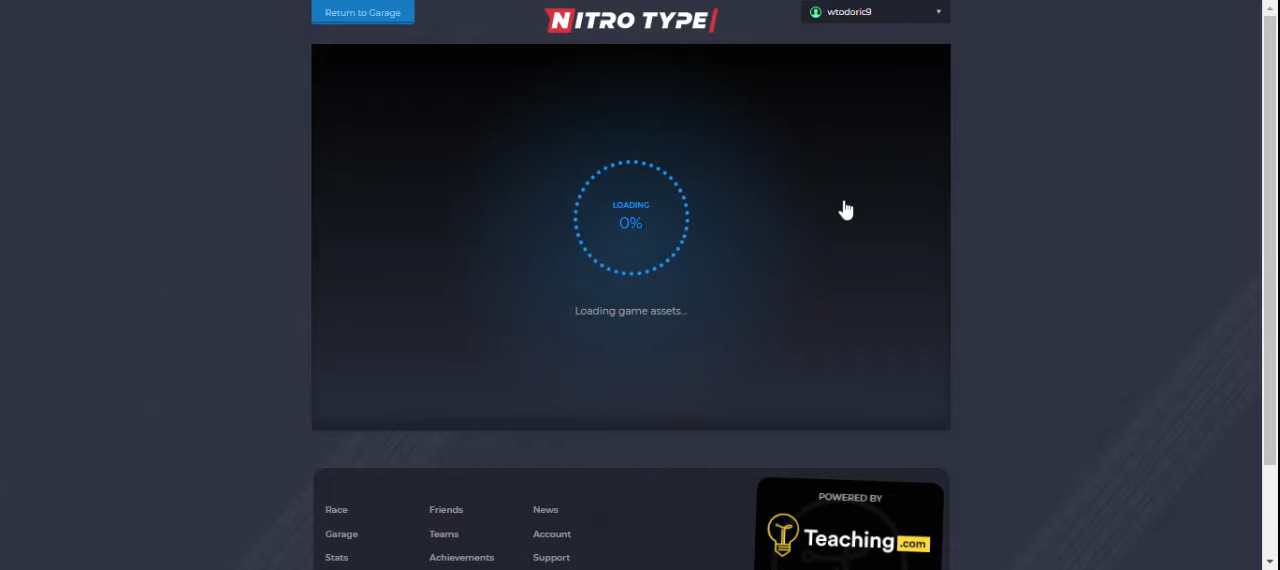 Return to Garage
NITRO TYPE
wtodoric9
LOADING
0%
Loading game assets...
Race
Friends
News
Garage
Teams
Account
Stats
Achievements
Support
POWERED BY
Teaching.com